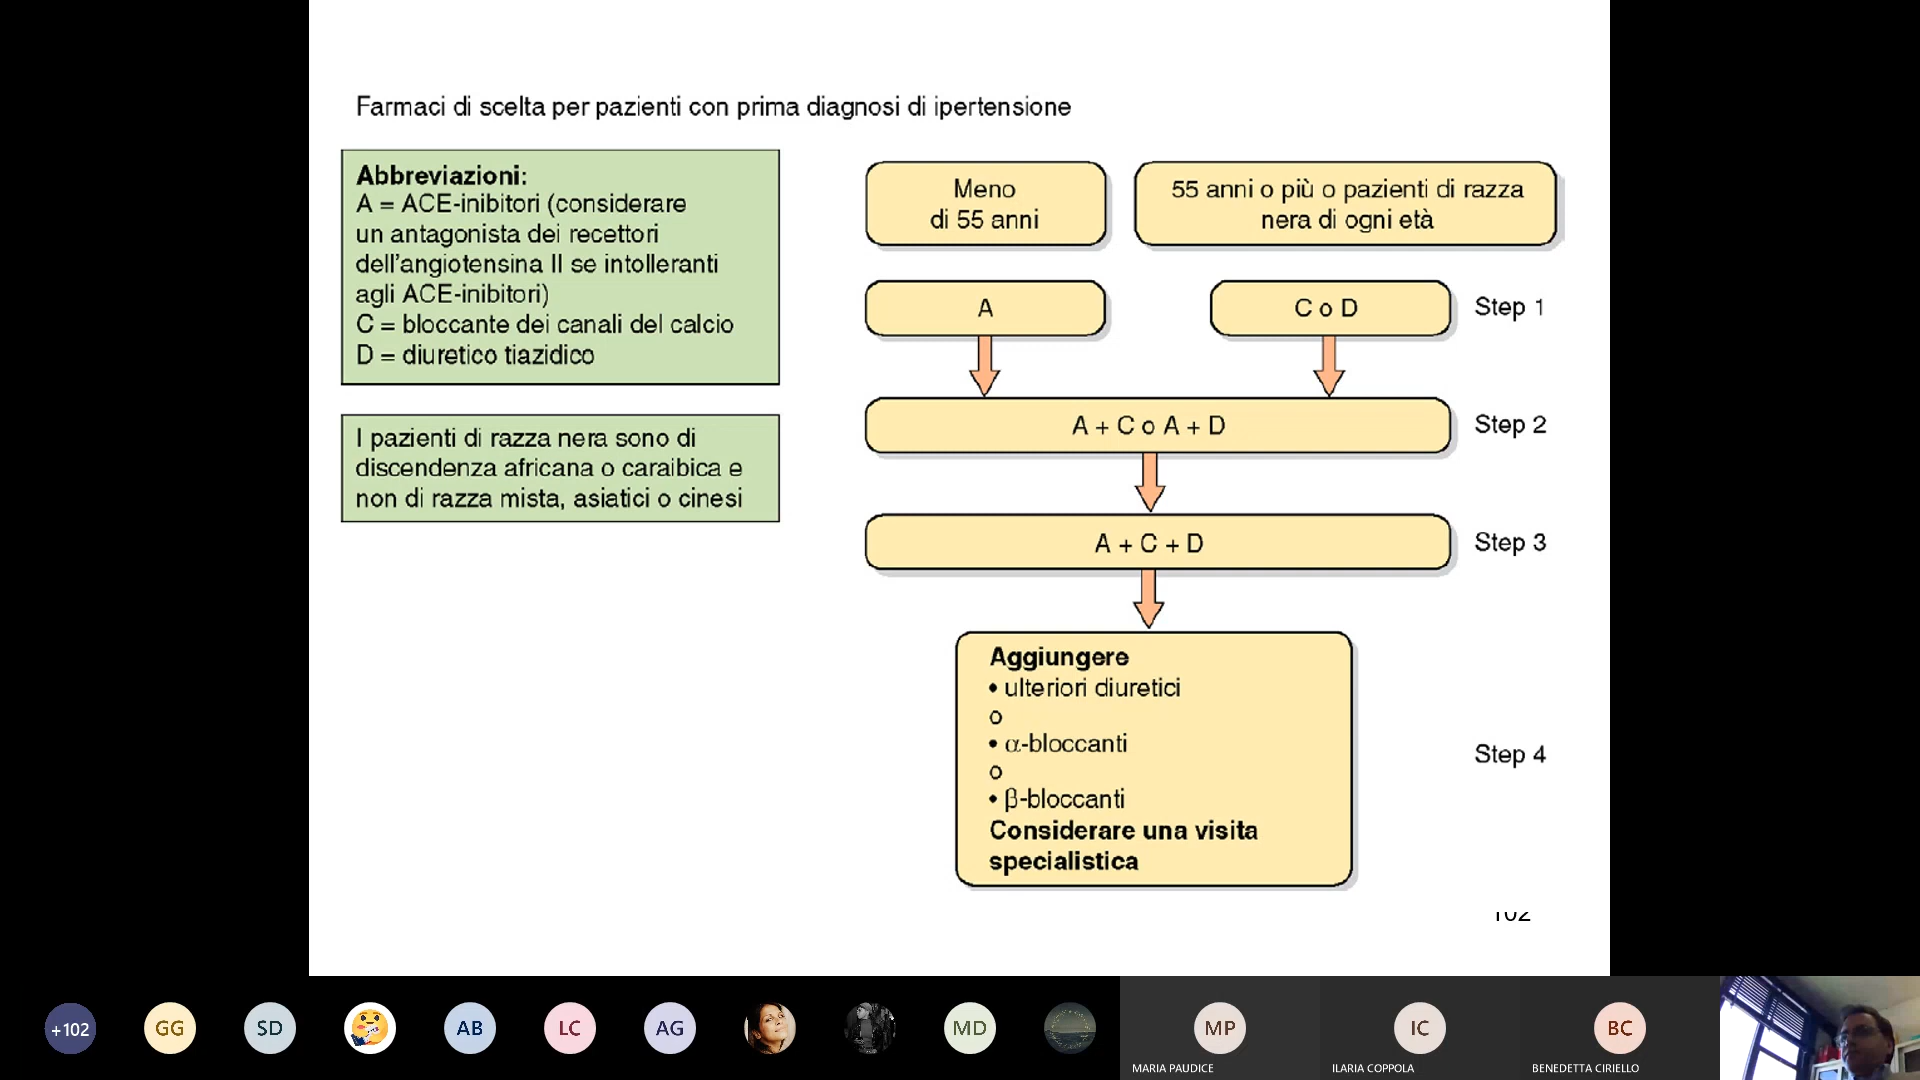 Farmaci di scelta per pazienti con prima diagnosi di ipertensione
Abbreviazioni:
A = ACE-inibitori (considerare
un antagonista dei recettori
dell'angiotensina II se intolleranti
agli ACE-inibitori)
C = bloccante dei canali del calcio
D = diuretico tiazidico
I pazienti di razza nera sono di
discendenza africana o caraibica e
non di razza mista, asiatici o cinesi
Meno
di 55 anni
55 anni o più o pazienti di razza
nera di ogni età
A
C o D
Step 1
A + C o A + D
Step 2
A + C + D
Step 3
Aggiungere
• ulteriori diuretici
o
• α-bloccanti
o
• β-bloccanti
Considerare una visita
specialistica
Step 4
102
+102
GG
SD
AB
LC
AG
MD
MP
MARIA PAUDICE
IC
ILARIA COPPOLA
BC
BENEDETTA CIRIELLO